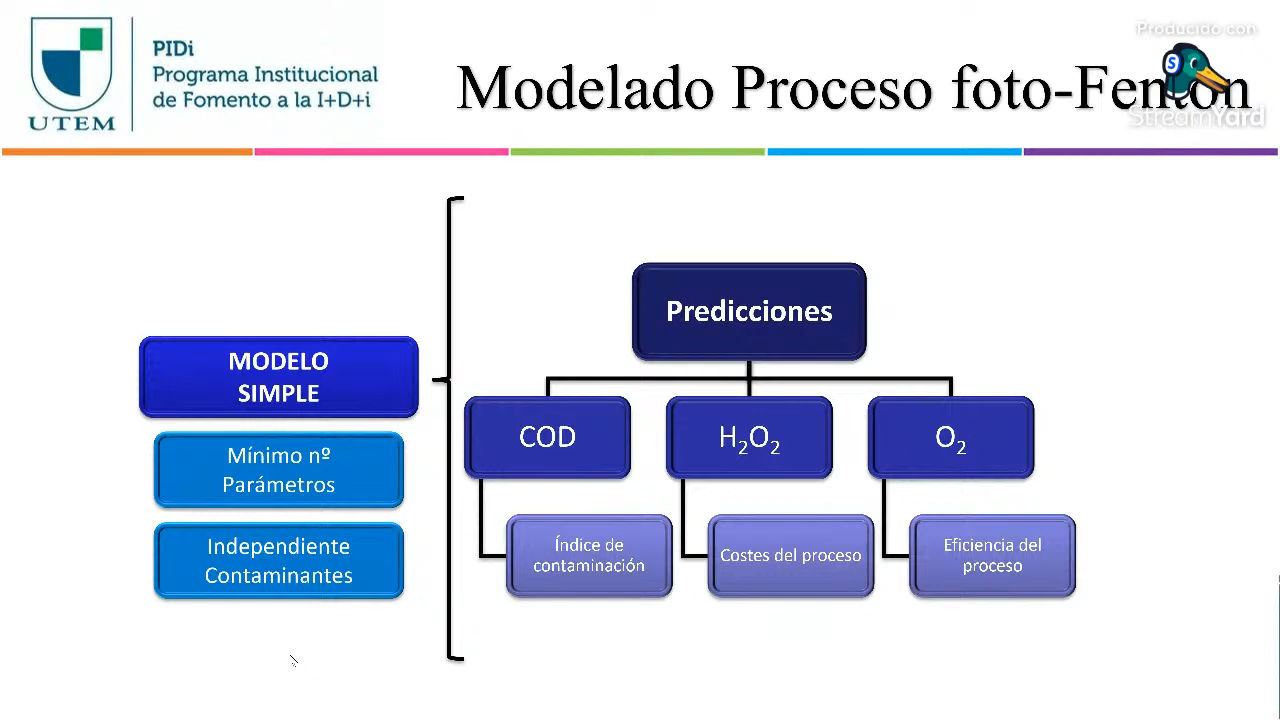 PIDi
Programa Institucional
de Fomento a la I+D+i
UTEM
Modelado Proceso foto-Fenton
Producido con
S
StreamYard
MODELO
SIMPLE
Mínimo nº
Parámetros
Independiente
Contaminantes
Predicciones
COD
H₂O₂
O₂
Índice de
contaminación
Costes del proceso
Eficiencia del
proceso